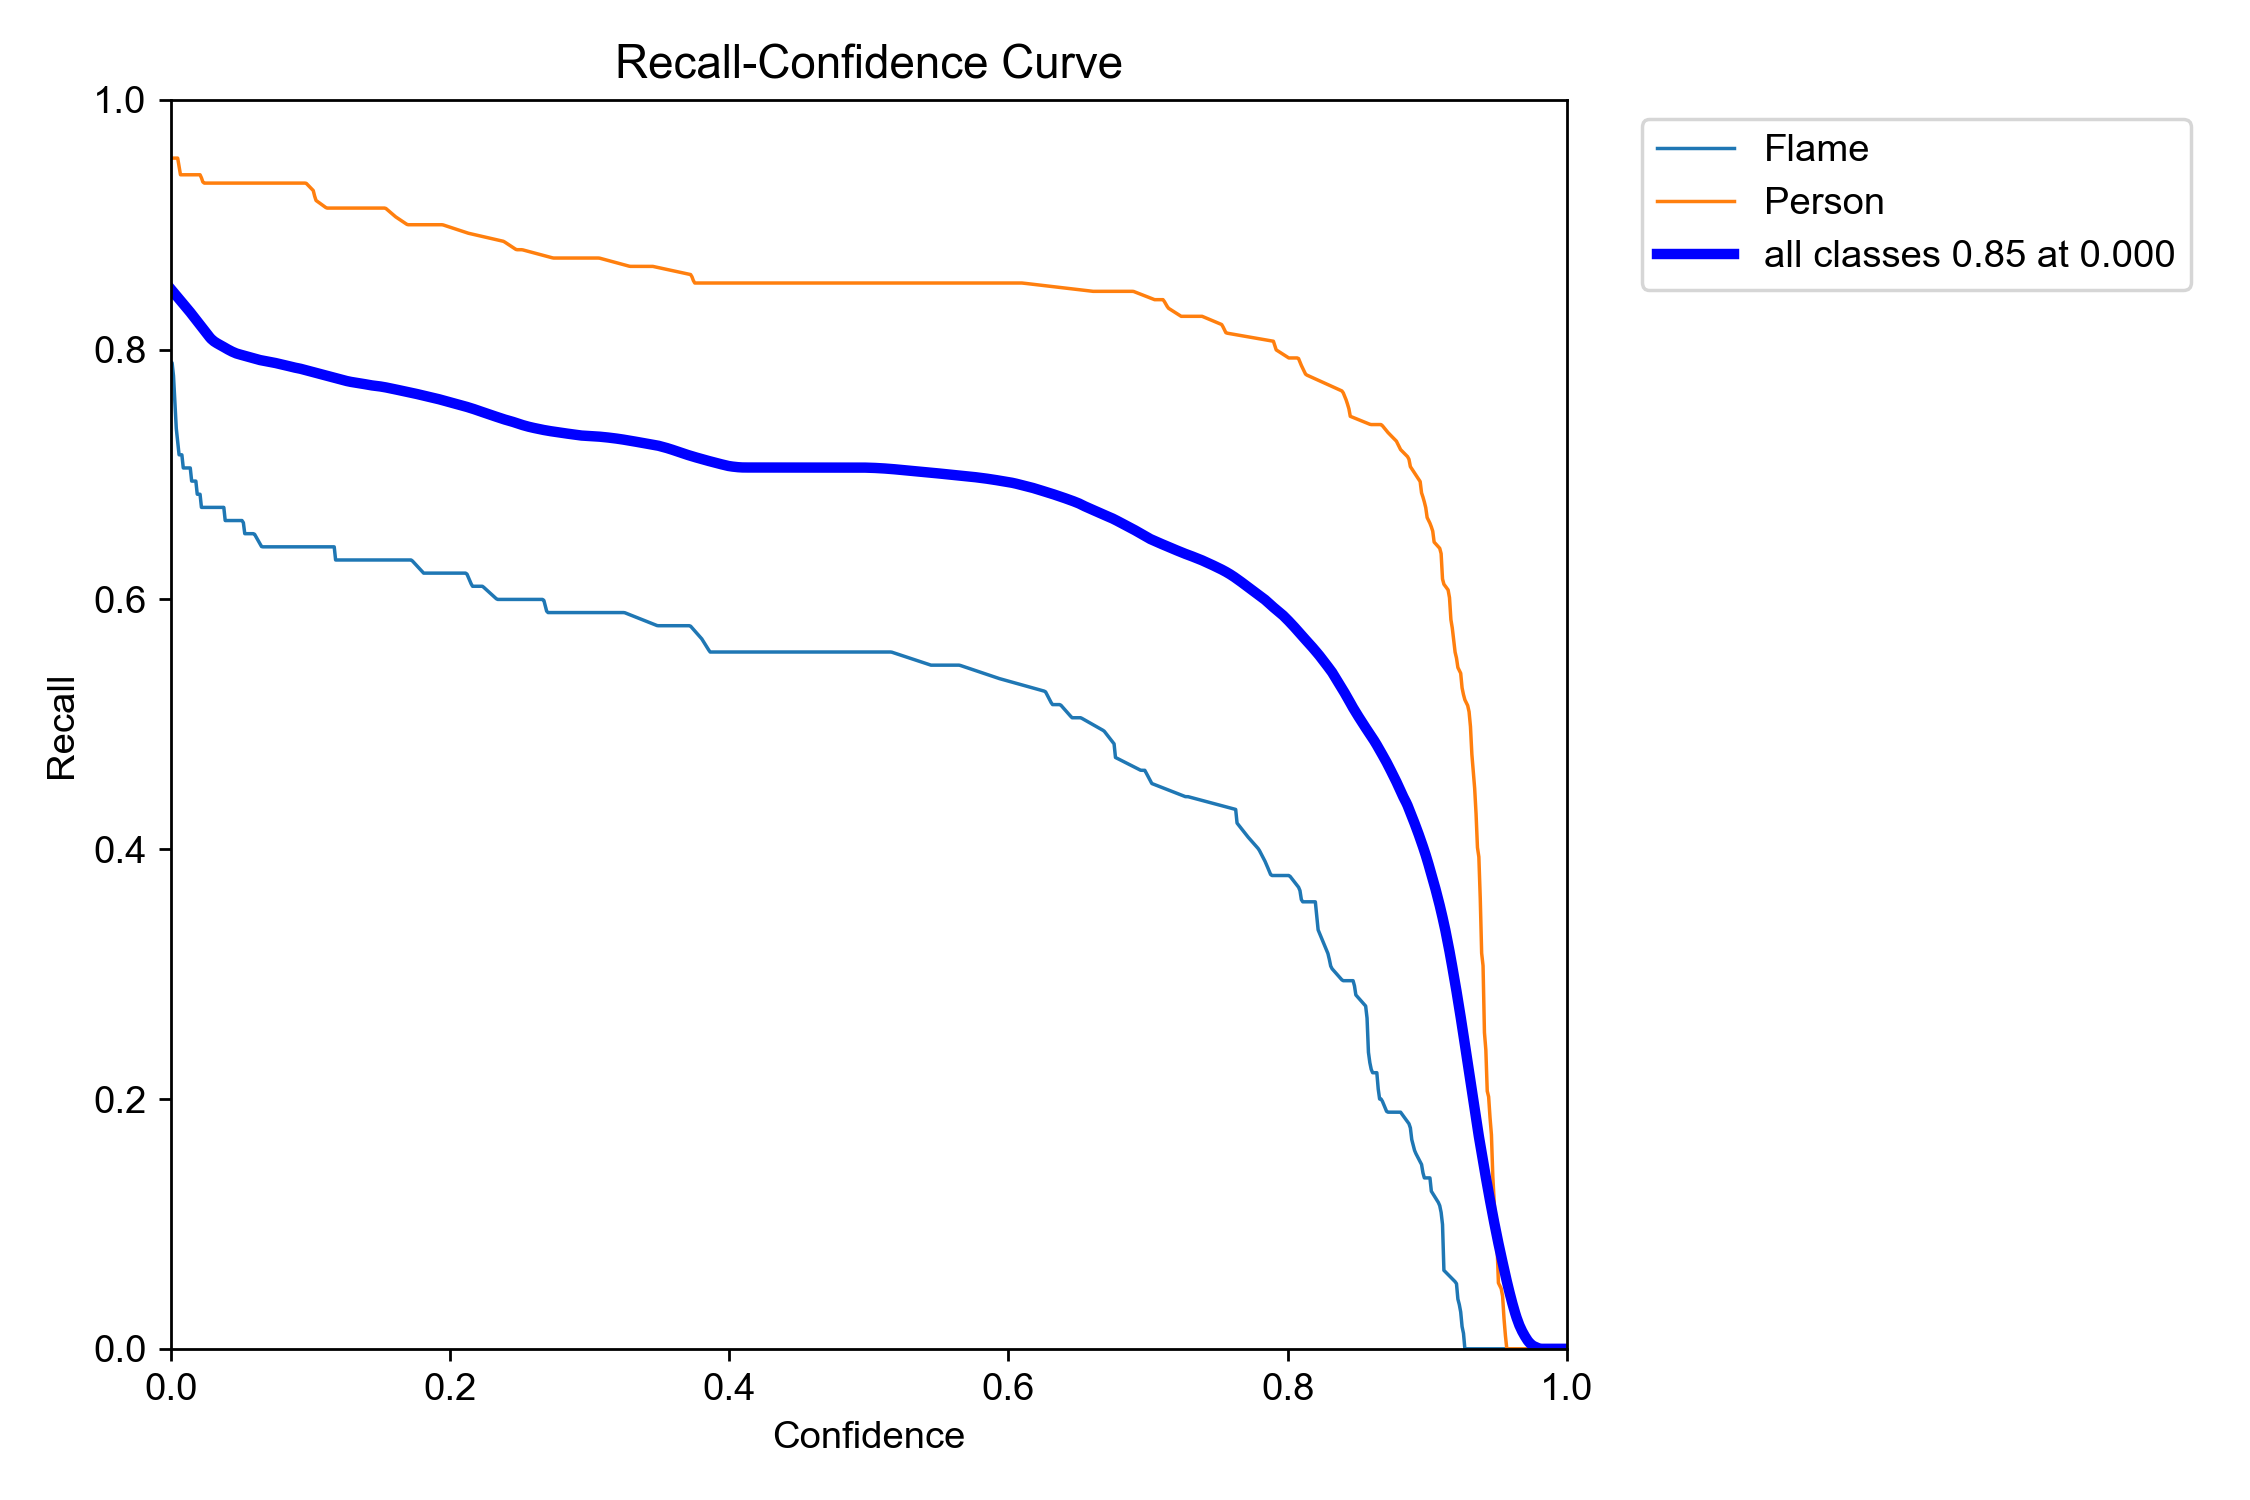 Recall-Confidence Curve
1.0
0.8
0.6
0.4
0.2
0.0
Recall
0.0 0.2 0.4 0.6 0.8 1.0
Confidence
Flame
Person
all classes 0.85 at 0.000